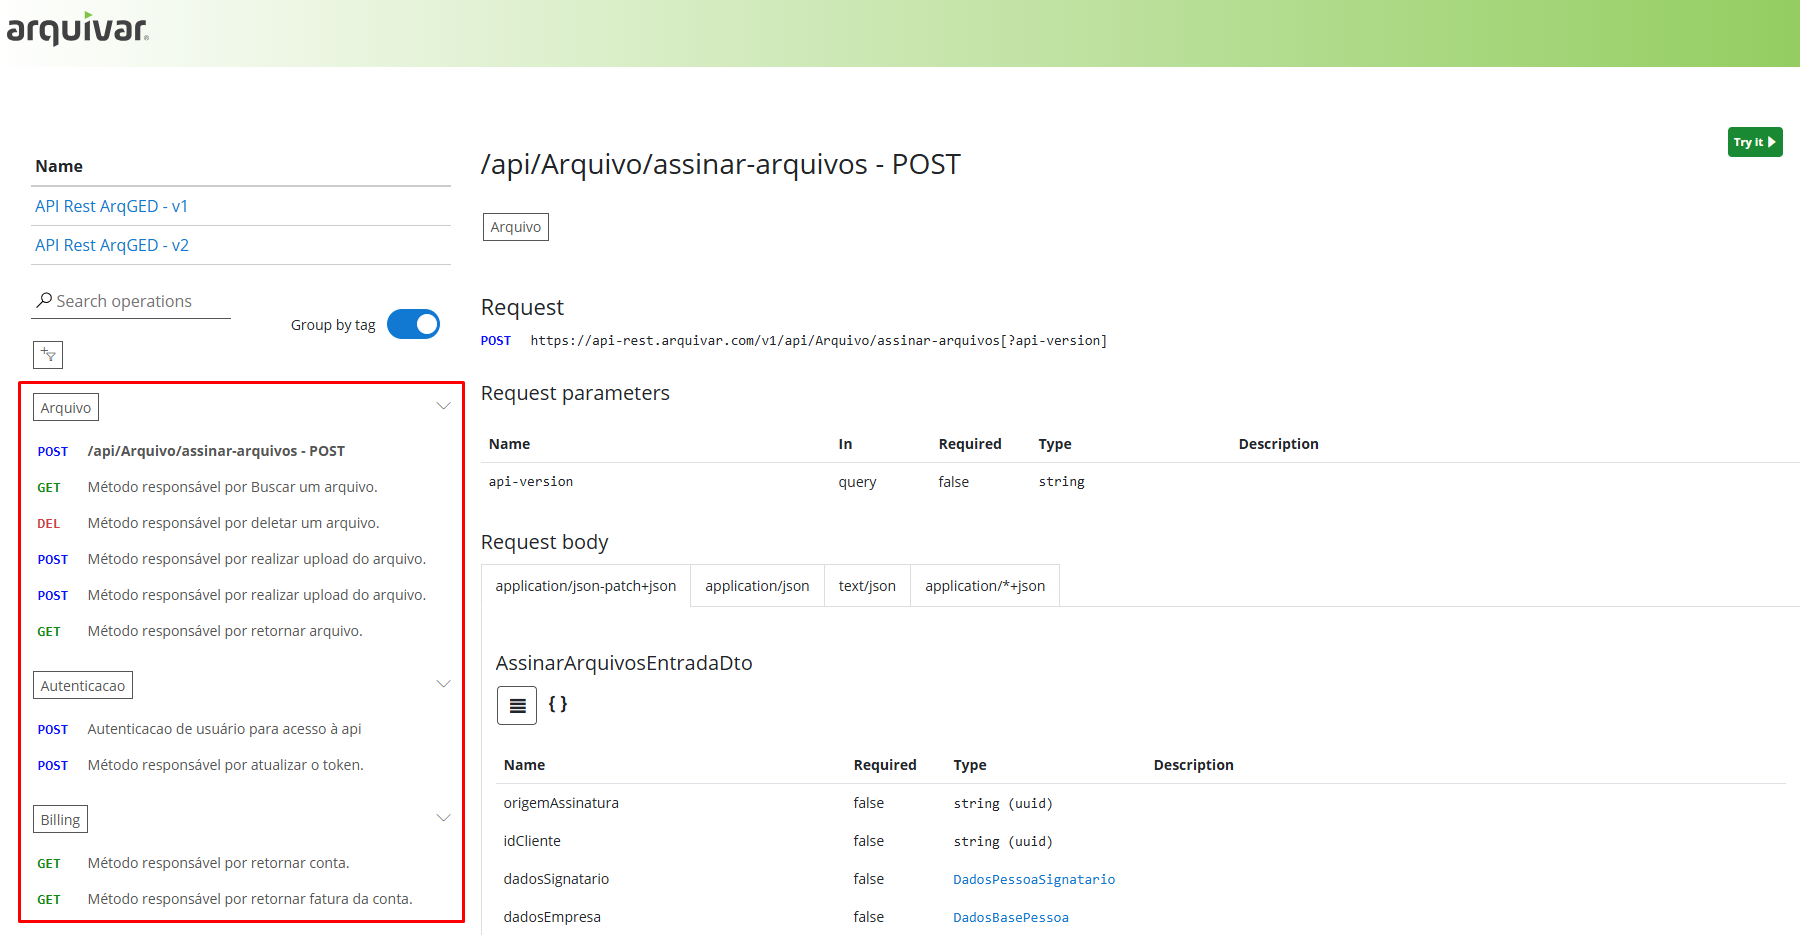 arquivar®
Try It
Name
API Rest ArqGED - v1
API Rest ArqGED - v2
Search operations
Group by tag
Arquivo
POST /api/Arquivo/assinar-arquivos - POST
GET Método responsável por Buscar um arquivo.
DEL Método responsável por deletar um arquivo.
POST Método responsável por realizar upload do arquivo.
POST Método responsável por realizar upload do arquivo.
GET Método responsável por retornar arquivo.
Autenticacao
POST Autenticacao de usuário para acesso à api
POST Método responsável por atualizar o token.
Billing
GET Método responsável por retornar conta.
GET Método responsável por retornar fatura da conta.
/api/Arquivo/assinar-arquivos - POST
Arquivo
Request
POST https://api-rest.arquivar.com/v1/api/Arquivo/assinar-arquivos[?api-version]
Request parameters
Name In Required Type Description
api-version query false string
Request body
application/json-patch+json application/json text/json application/*+json
AssinarArquivosEntradaDto
{ }
Name Required Type Description
origemAssinatura false string (uuid)
idCliente false string (uuid)
dadosSignatario false DadosPessoaSignatario
dadosEmpresa false DadosBasePessoa